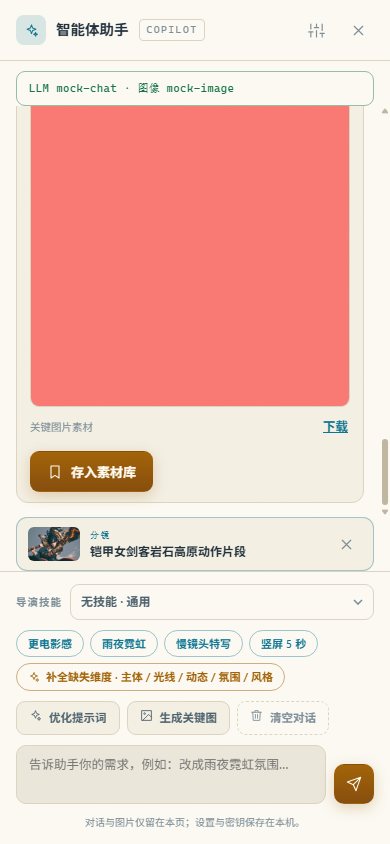 智能体助手 COPILOT
LLM mock-chat · 图像 mock-image
关键图片素材 下载
存入素材库
分镜
铠甲女剑客岩石高原动作片段
导演技能 无技能 · 通用
更电影感 雨夜霓虹 慢镜头特写 竖屏 5 秒
补全缺失维度 · 主体 / 光线 / 动态 / 氛围 / 风格
优化提示词 生成关键图 清空对话
告诉助手你的需求，例如：改成雨夜霓虹氛围…
对话与图片仅留在本页；设置与密钥保存在本机。